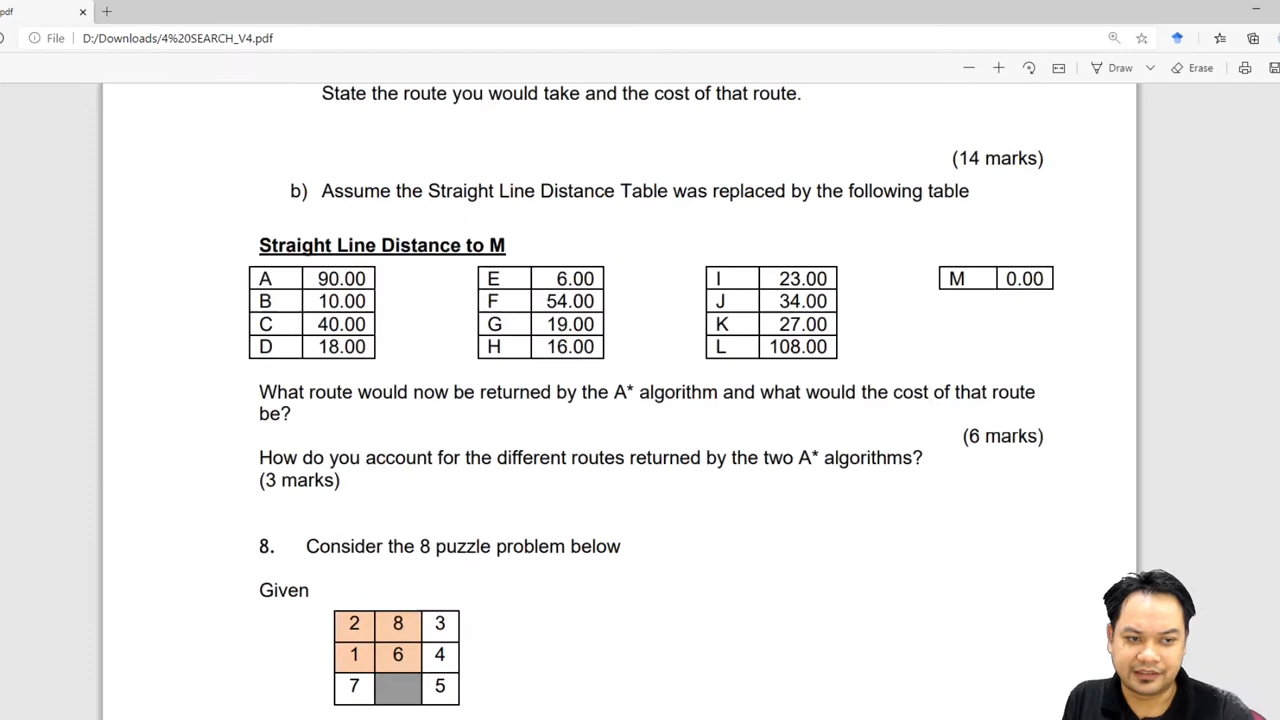 pdf
File D:/Downloads/4%20SEARCH_V4.pdf
Draw Erase
State the route you would take and the cost of that route.
(14 marks)
b) Assume the Straight Line Distance Table was replaced by the following table
Straight Line Distance to M
A 90.00 E 6.00 I 23.00 M 0.00
B 10.00 F 54.00 J 34.00
C 40.00 G 19.00 K 27.00
D 18.00 H 16.00 L 108.00
What route would now be returned by the A* algorithm and what would the cost of that route
be?
(6 marks)
How do you account for the different routes returned by the two A* algorithms?
(3 marks)
8. Consider the 8 puzzle problem below
Given
2 8 3
1 6 4
7 5